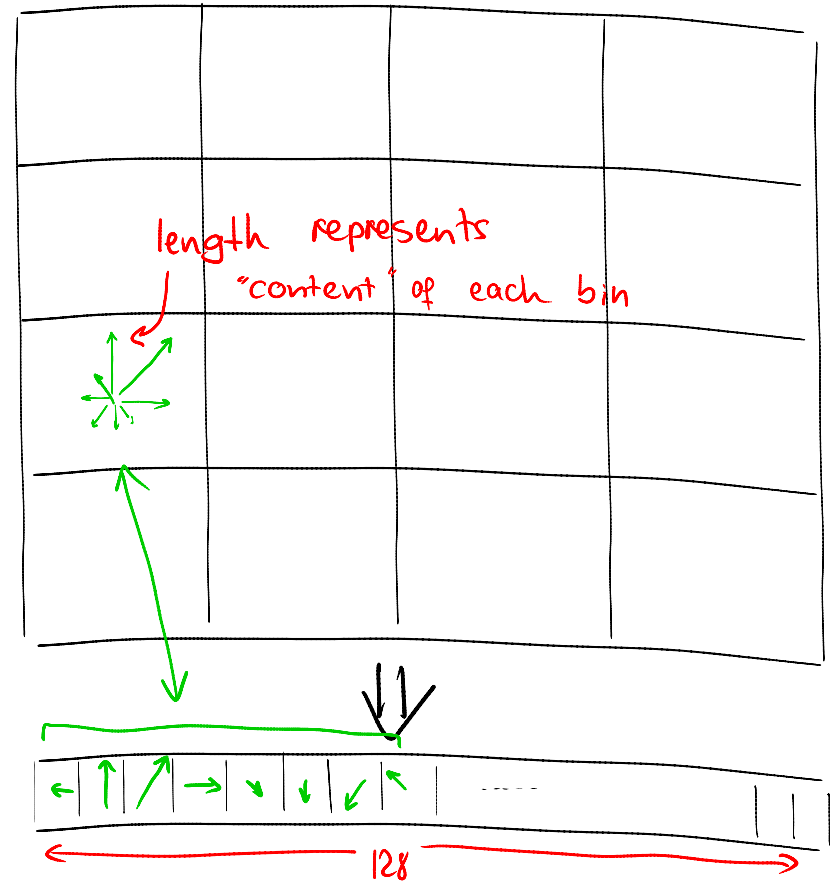 length represents
"content" of each bin
128